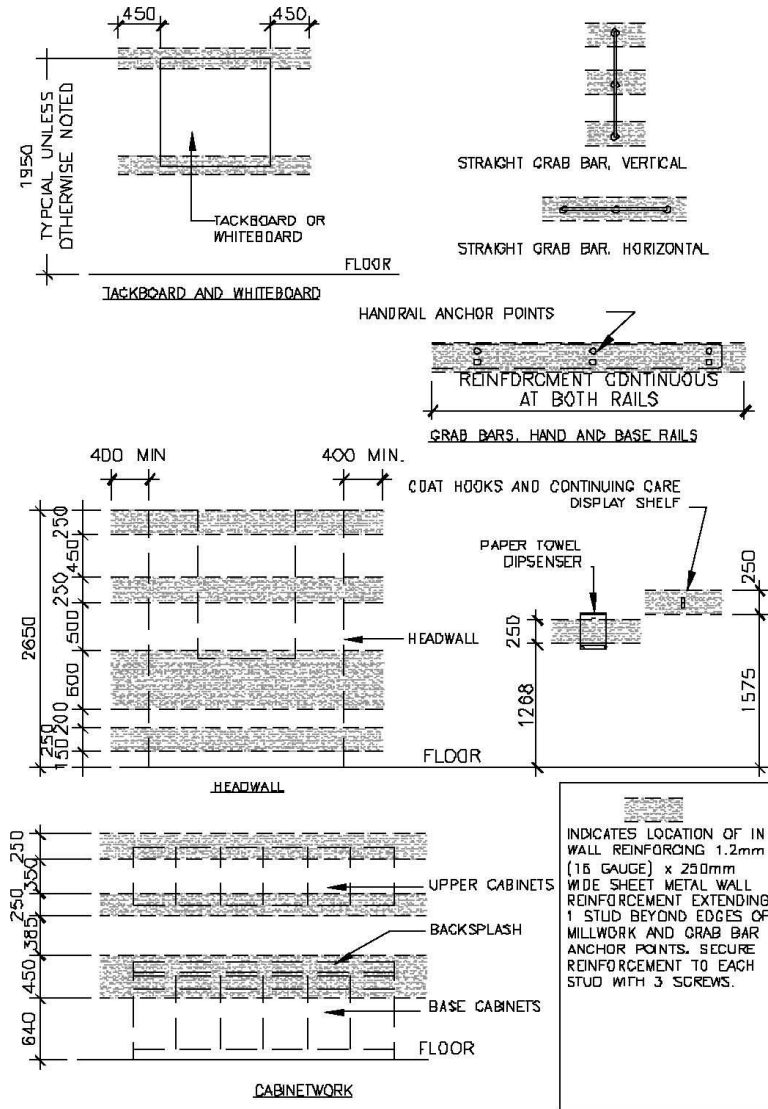 450
450
1950
TYPCIAL UNLESS
OTHERWISE NOTED
TACKBOARD OR
WHITEBOARD
FLOOR
TACKBOARD AND WHITEBOARD
STRAIGHT GRAB BAR, VERTICAL
STRAIGHT GRAB BAR, HORIZONTAL
HANDRAIL ANCHOR POINTS
REINFORCMENT CONTINUOUS
AT BOTH RAILS
GRAB BARS, HAND AND BASE RAILS
400 MIN
400 MIN.
2650
250
450
250
500
600
200
250
150
HEADWALL
FLOOR
HEADWALL
COAT HOOKS AND CONTINUING CARE
DISPLAY SHELF
PAPER TOWEL
DIPSENSER
250
1268
250
1575
250
350
250
385
450
640
UPPER CABINETS
BACKSPLASH
BASE CABINETS
FLOOR
CABINETWORK
INDICATES LOCATION OF IN
WALL REINFORCING 1.2mm
(16 GAUGE) x 250mm
WIDE SHEET METAL WALL
REINFORCEMENT EXTENDING
1 STUD BEYOND EDGES OF
MILLWORK AND GRAB BAR
ANCHOR POINTS. SECURE
REINFORCEMENT TO EACH
STUD WITH 3 SCREWS.